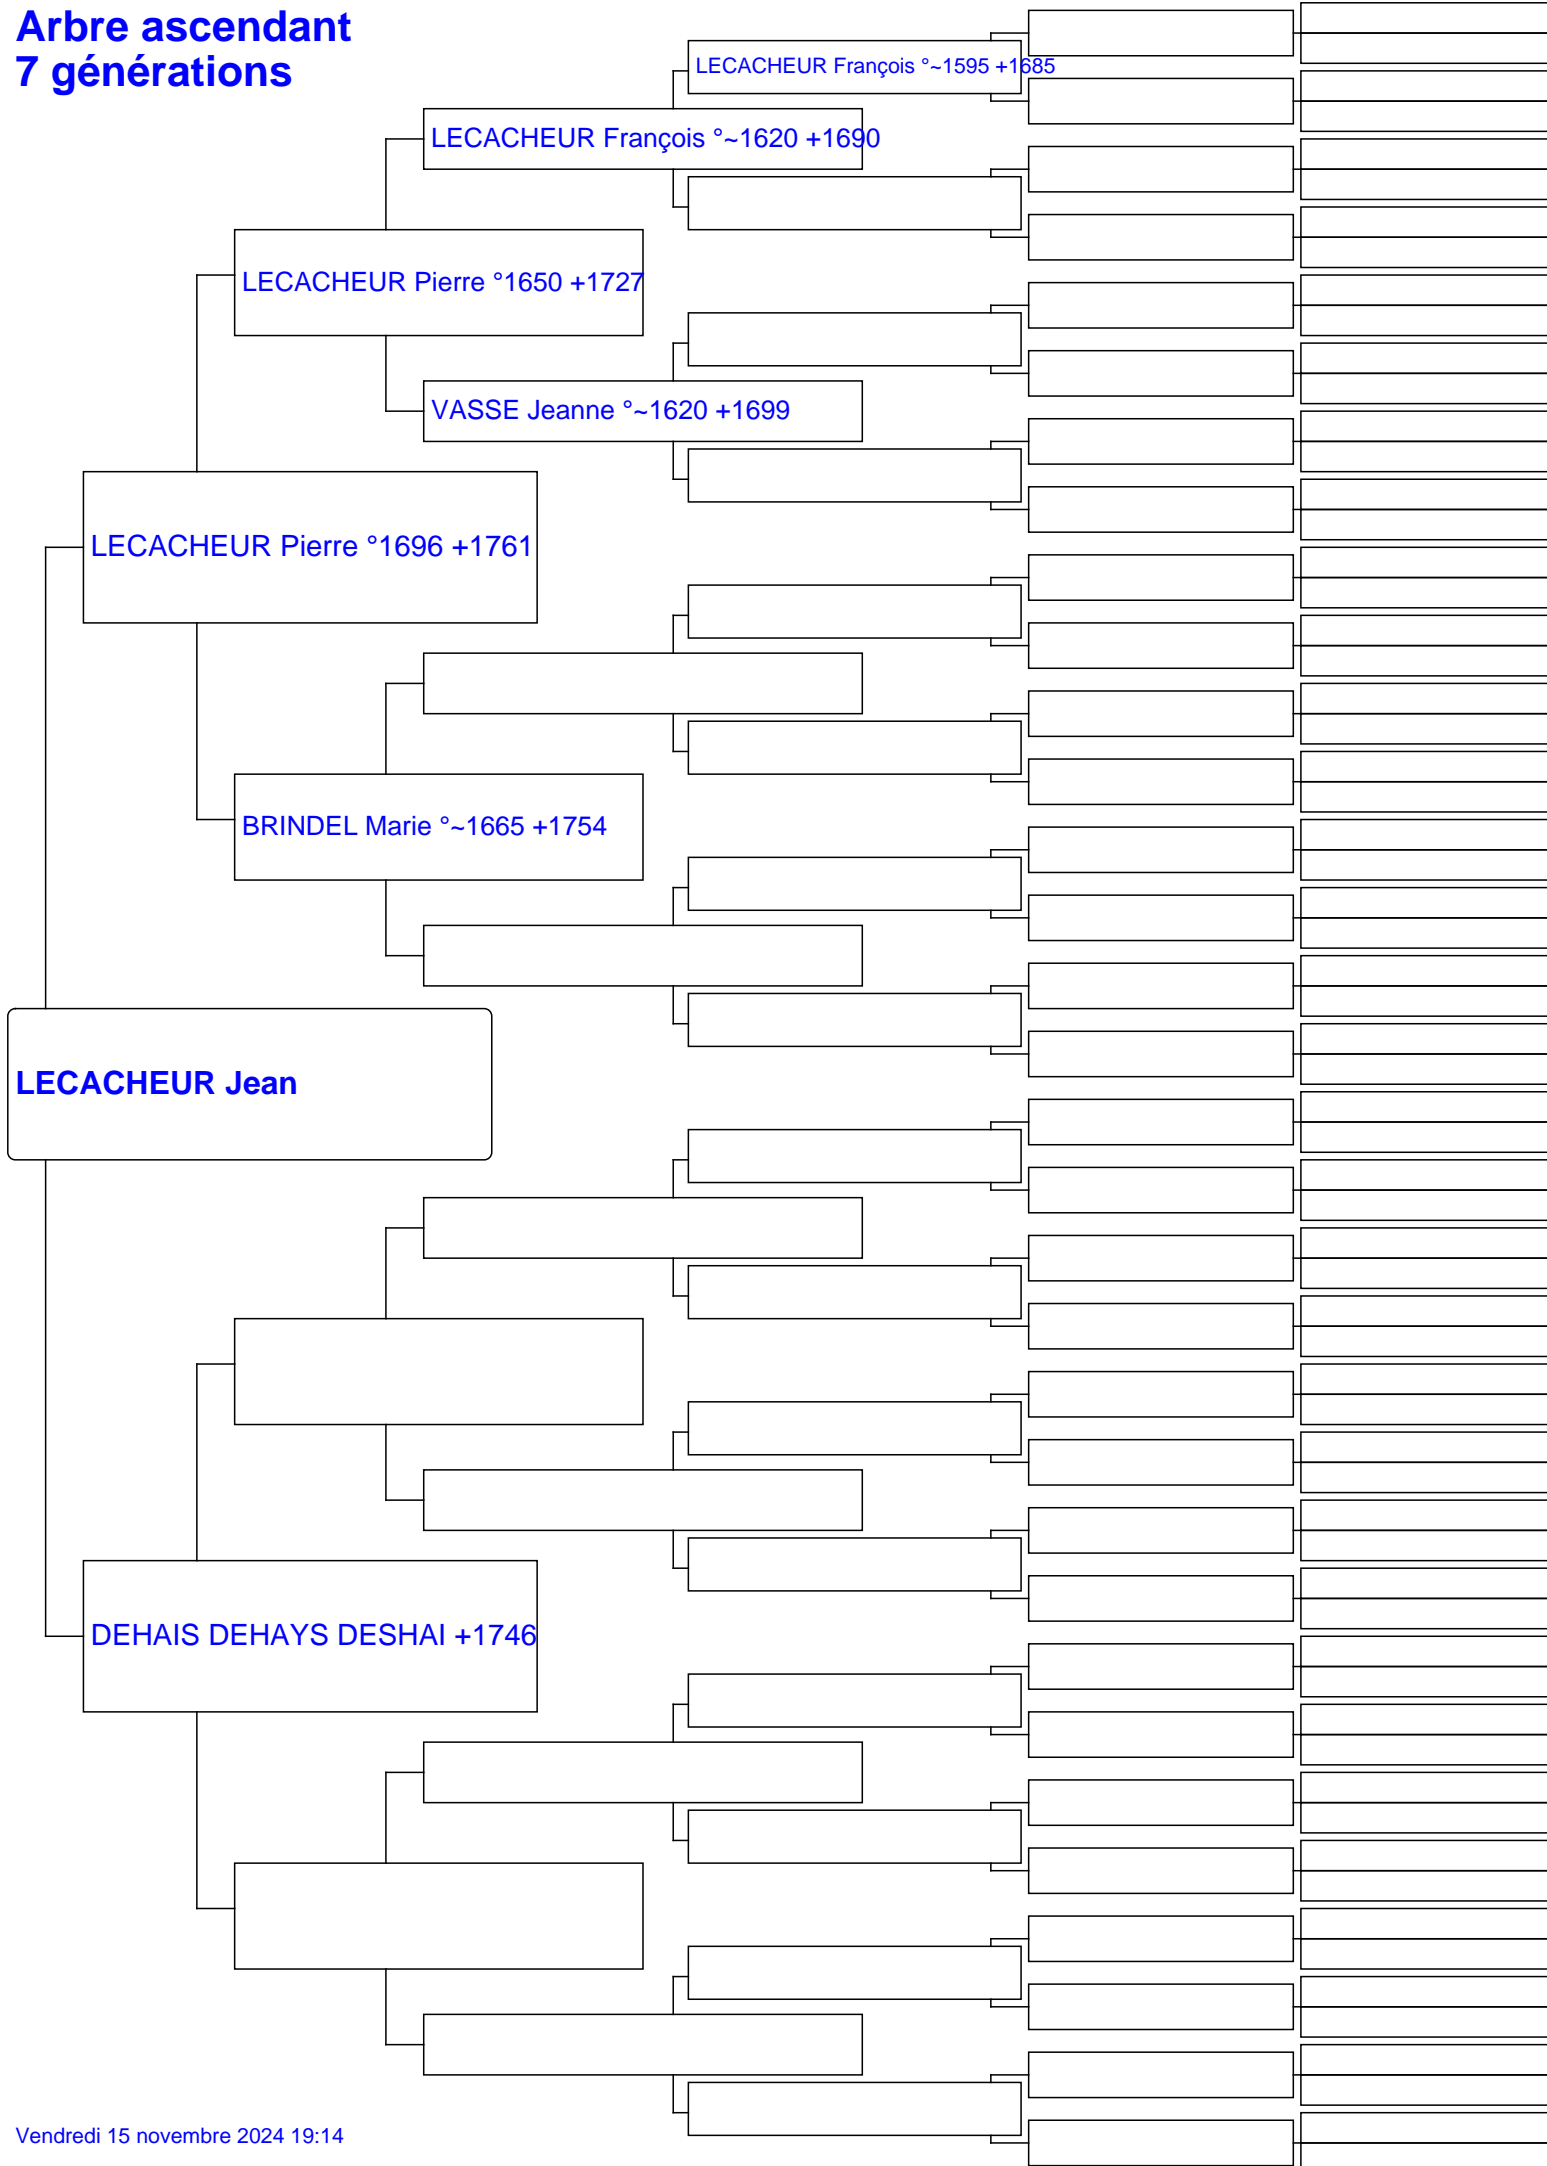 Arbre ascendant
7 générations
LECACHEUR François °~1595 +1685
LECACHEUR François °~1620 +1690
LECACHEUR Pierre °1650 +1727
VASSE Jeanne °~1620 +1699
LECACHEUR Pierre °1696 +1761
BRINDEL Marie °~1665 +1754
LECACHEUR Jean
DEHAIS DEHAYS DESHAI +1746
Vendredi 15 novembre 2024 19:14